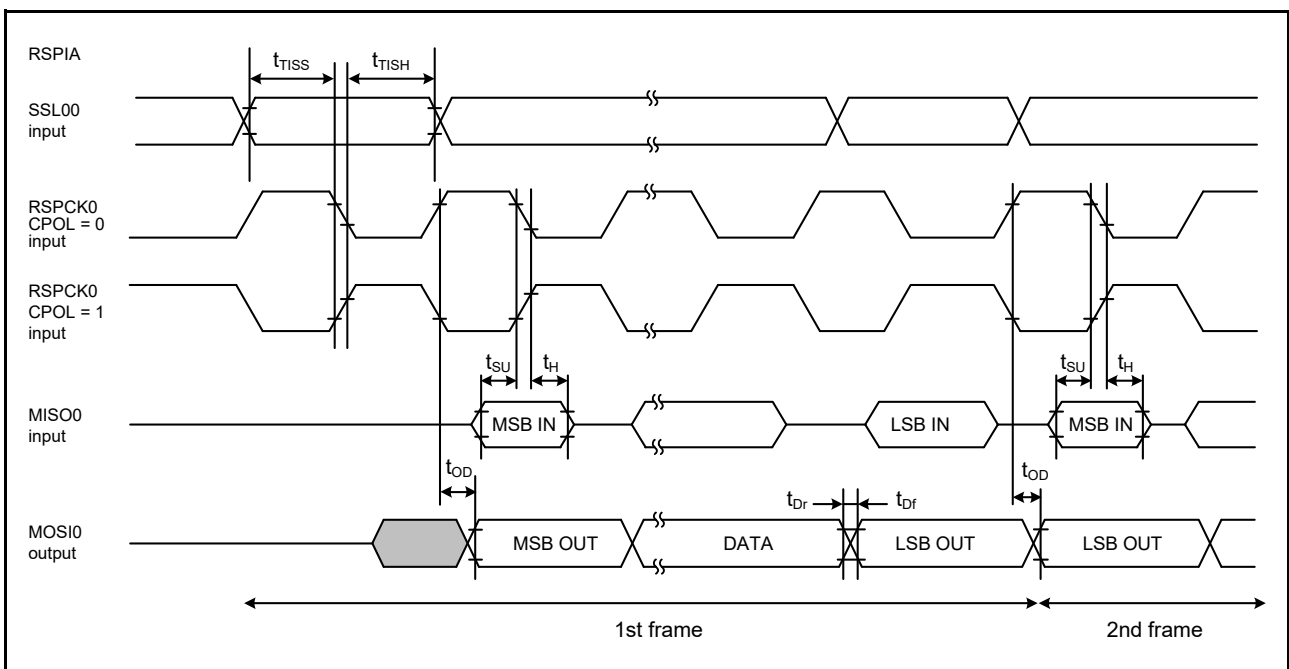 RSPIA
tTISS
tTISH
SSL00
input
RSPCK0
CPOL = 0
input
RSPCK0
CPOL = 1
input
tSU
tH
tSU
tH
MISO0
input
MSB IN
LSB IN
MSB IN
tOD
tDr
tDf
tOD
MOSI0
output
MSB OUT
DATA
LSB OUT
LSB OUT
1st frame
2nd frame